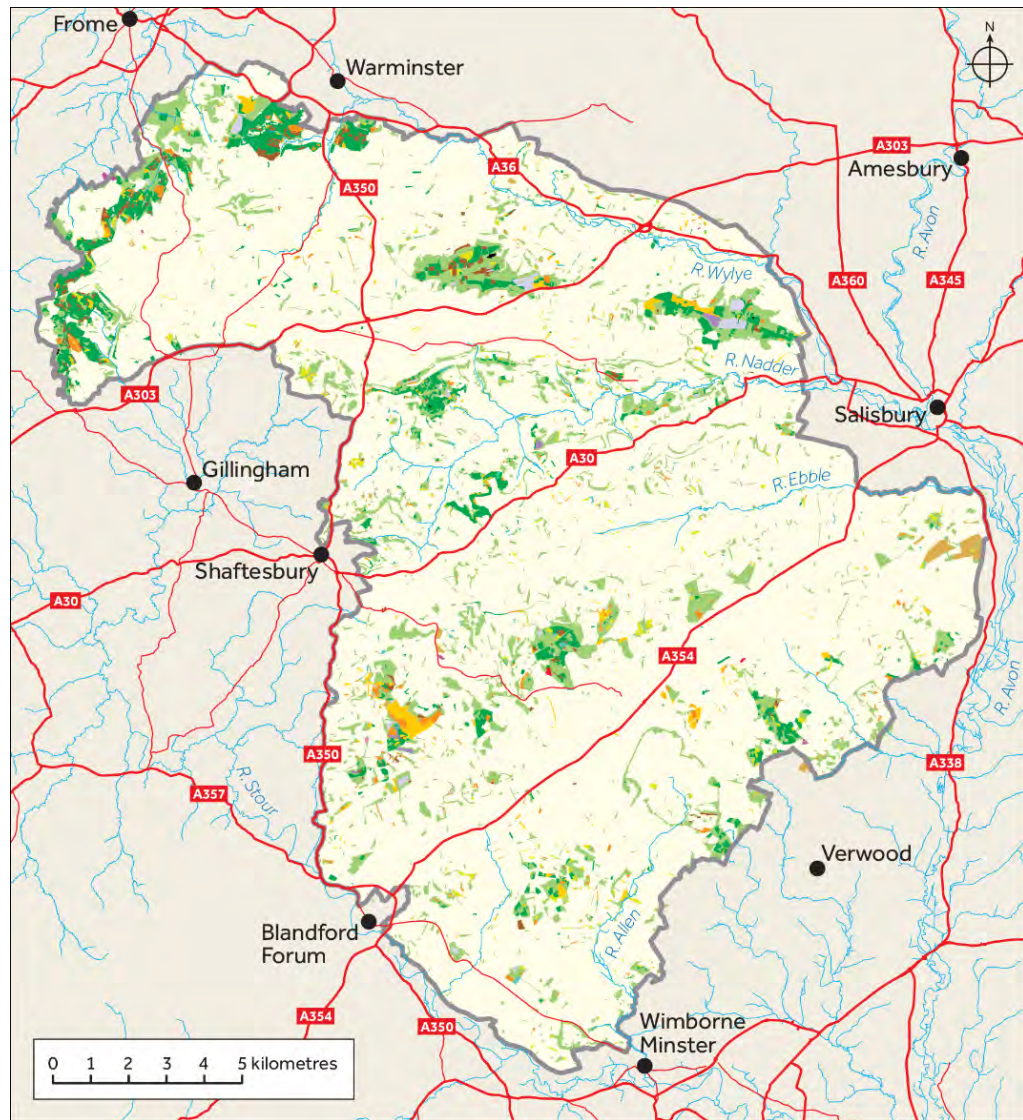 Frome
N
Warminster
A303
Amesbury
A36
A350
R. Avon
R. Wylye
A360
A345
R. Nadder
A303
Salisbury
Gillingham
A30
R. Ebble
Shaftesbury
A30
A354
R. Avon
A350
A338
R. Stour
A357
Verwood
Blandford
Forum
R. Allen
A354
A350
Wimborne
Minster
0 1 2 3 4 5 kilometres